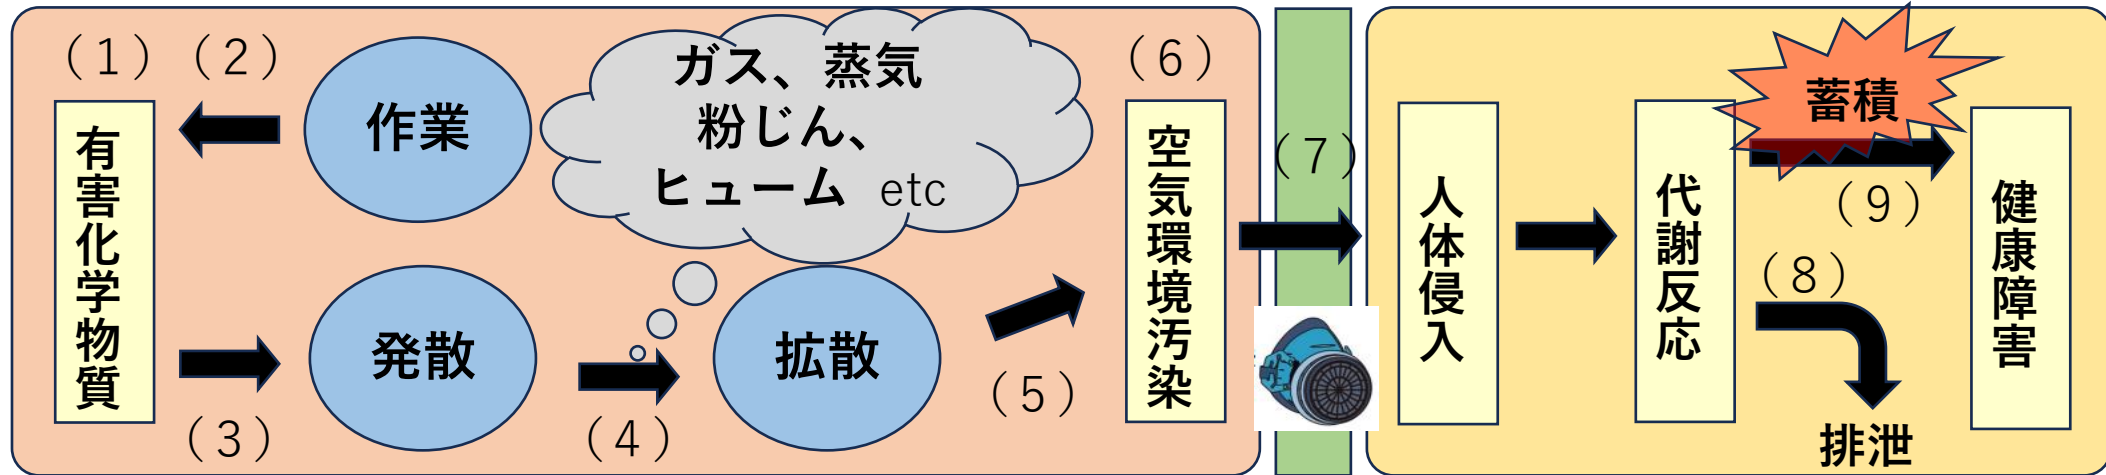 （１）
（２）
有害化学物質
作業
（３）
発散
（４）
ガス、蒸気
粉じん、
ヒューム etc
拡散
（５）
（６）
空気環境汚染
（７）
人体侵入
代謝反応
蓄積
（９）
（８）
排泄
健康障害